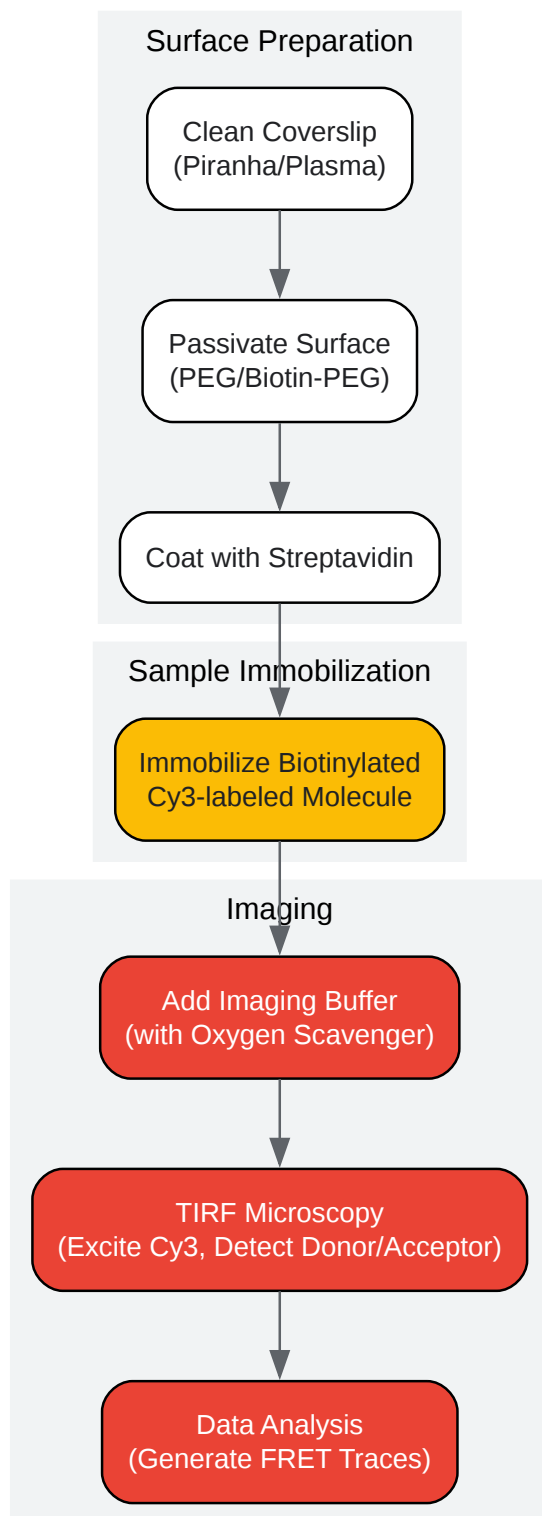 Surface Preparation
Clean Coverslip
(Piranha/Plasma)
Passivate Surface
(PEG/Biotin-PEG)
Coat with Streptavidin
Sample Immobilization
Immobilize Biotinylated
Cy3-labeled Molecule
Imaging
Add Imaging Buffer
(with Oxygen Scavenger)
TIRF Microscopy
(Excite Cy3, Detect Donor/Acceptor)
Data Analysis
(Generate FRET Traces)